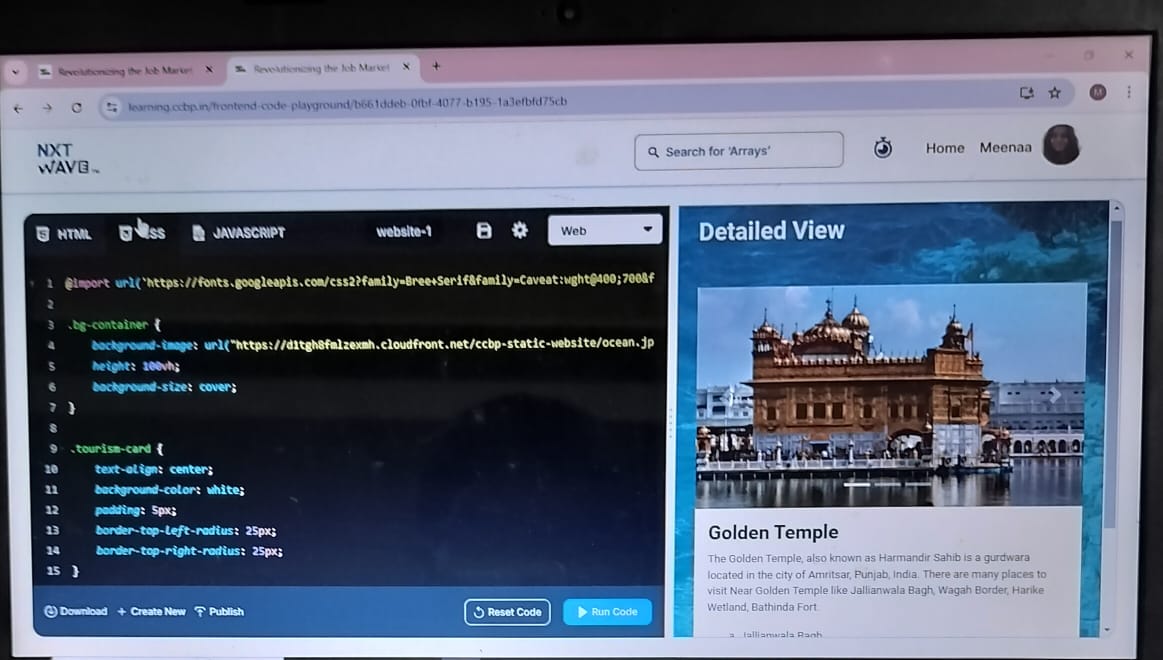 Revolutionizing the Job Market
Revolutionizing the Job Market
learning.ccbp.in/frontend-code-playground/b661ddeb-0fbf-4077-b195-1a3efbfd75cb
M
NXT
WAVE
Search for 'Arrays'
Home Meenaa
HTML CSS JAVASCRIPT website-1 Web
1 @import url('https://fonts.googleapis.com/css2?family=Bree+Serif&family=Caveat:wght@400;700&f
2
3 .bg-container {
4 background-image: url("https://d1tgh8fmlzexmh.cloudfront.net/ccbp-static-website/ocean.jp
5 height: 100vh;
6 background-size: cover;
7 }
8
9 .tourism-card {
10 text-align: center;
11 background-color: white;
12 padding: 5px;
13 border-top-left-radius: 25px;
14 border-top-right-radius: 25px;
15 }
Download + Create New Publish Reset Code Run Code
Detailed View
Golden Temple
The Golden Temple, also known as Harmandir Sahib is a gurdwara
located in the city of Amritsar, Punjab, India. There are many places to
visit Near Golden Temple like Jallianwala Bagh, Wagah Border, Harike
Wetland, Bathinda Fort.
a. Jallianwala Bagh